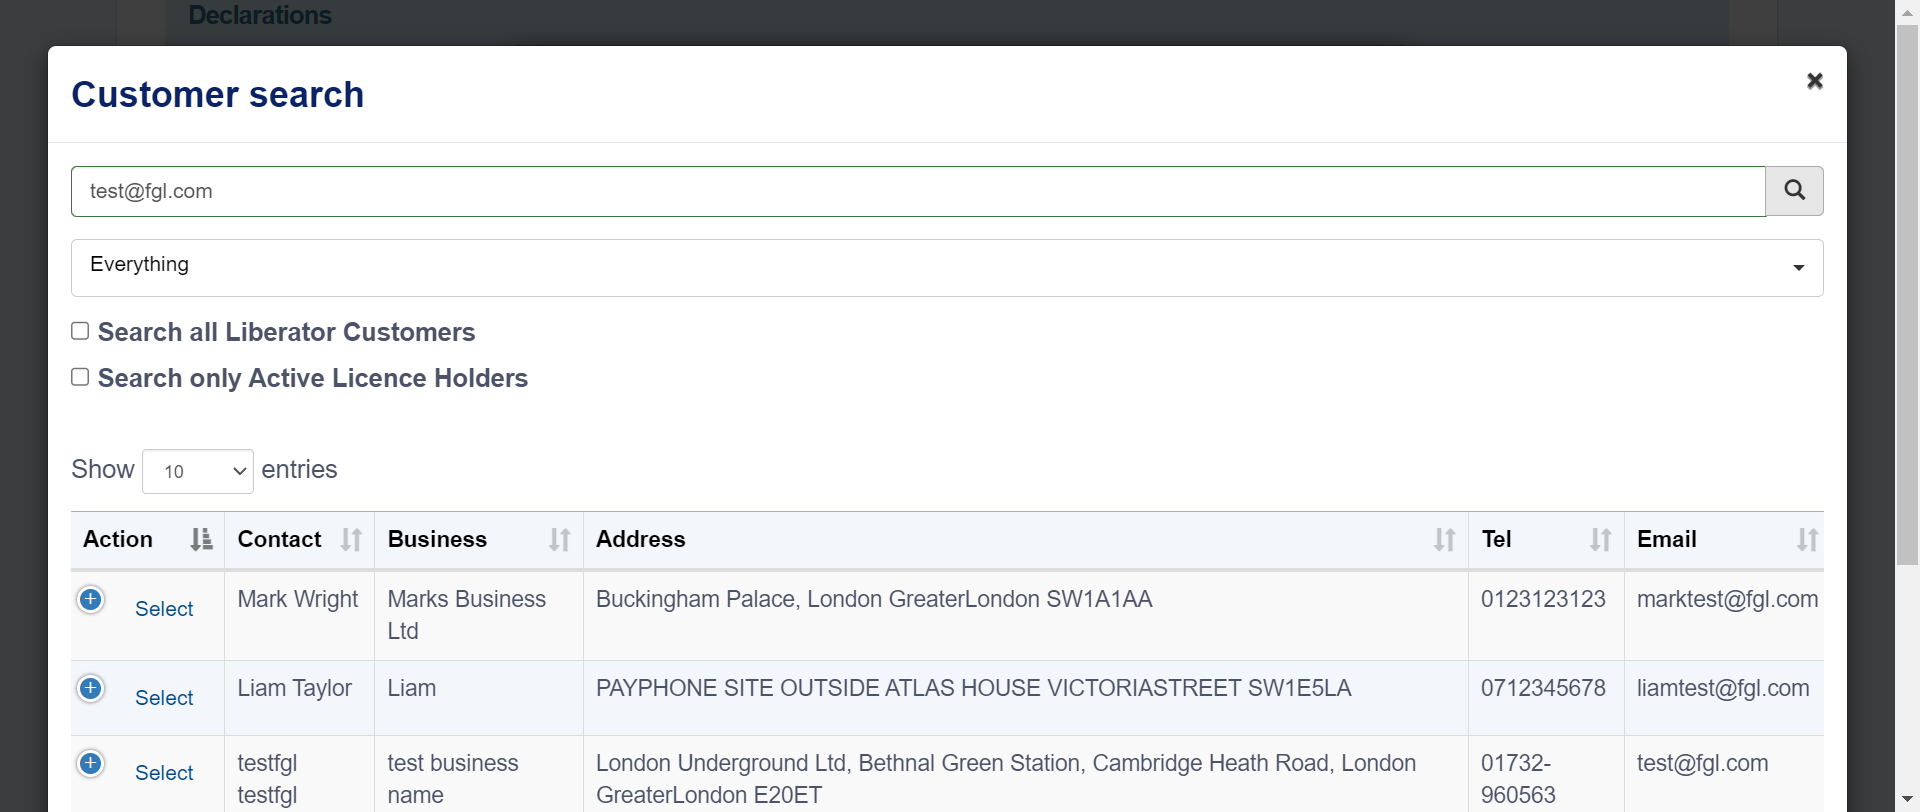 Declarations
Customer search
test@fgl.com
Everything
Search all Liberator Customers
Search only Active Licence Holders
Show 10 entries
Action Contact Business Address Tel Email
Select Mark Wright Marks Business Buckingham Palace, London GreaterLondon SW1A1AA 0123123123 marktest@fgl.com
Ltd
Select Liam Taylor Liam PAYPHONE SITE OUTSIDE ATLAS HOUSE VICTORIASTREET SW1E5LA 0712345678 liamtest@fgl.com
Select testfgl test business London Underground Ltd, Bethnal Green Station, Cambridge Heath Road, London 01732- test@fgl.com
testfgl name GreaterLondon E20ET 960563